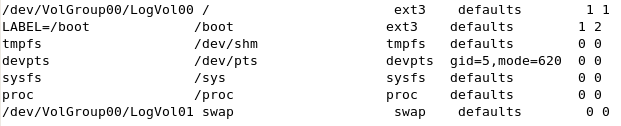 /dev/VolGroup00/LogVol00 / ext3 defaults 1 1
LABEL=/boot /boot ext3 defaults 1 2
tmpfs /dev/shm tmpfs defaults 0 0
devpts /dev/pts devpts gid=5,mode=620 0 0
sysfs /sys sysfs defaults 0 0
proc /proc proc defaults 0 0
/dev/VolGroup00/LogVol01 swap swap defaults 0 0